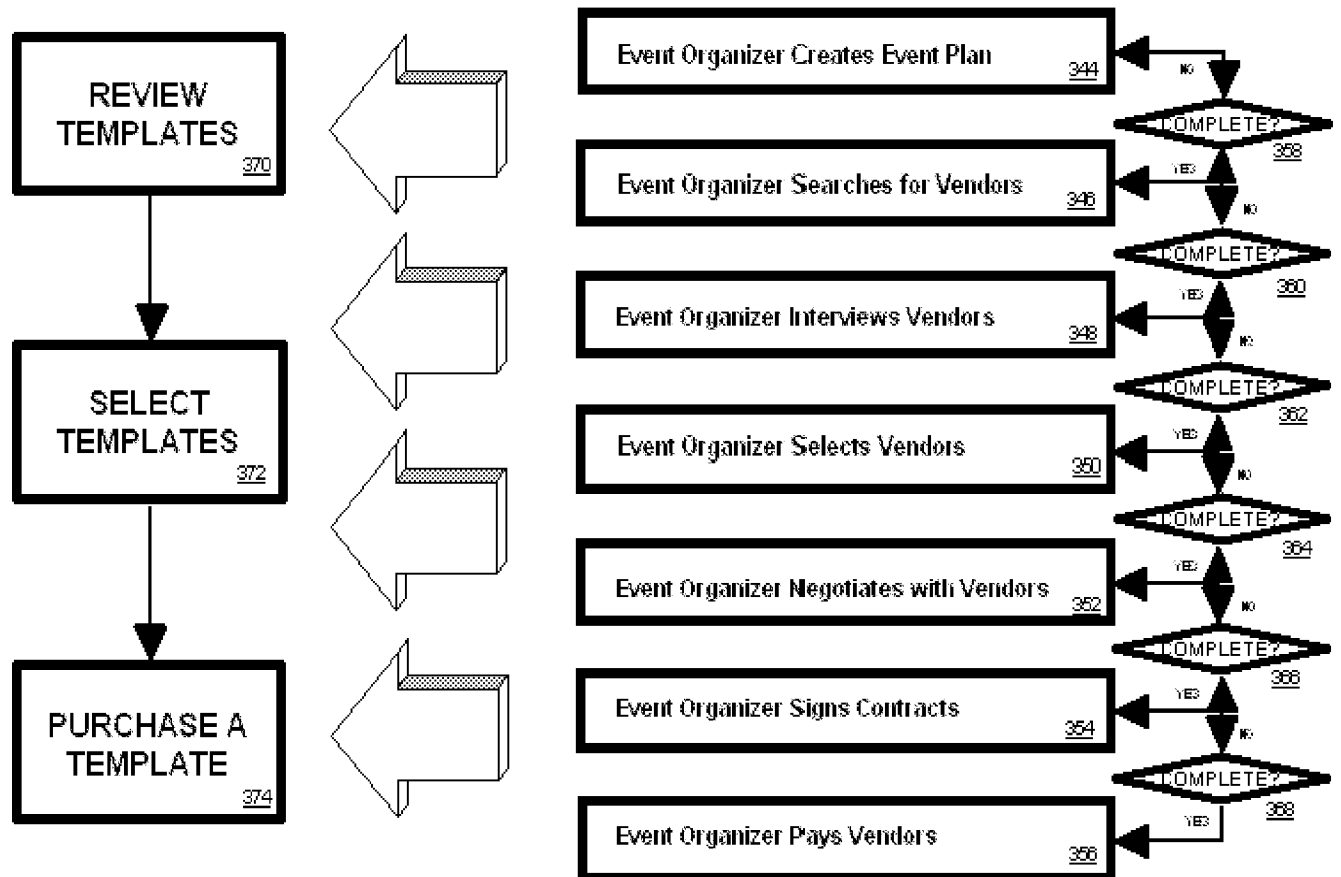 REVIEW
TEMPLATES
370
SELECT
TEMPLATES
372
PURCHASE A
TEMPLATE
374
Event Organizer Creates Event Plan
344
NO
COMPLETE?
358
Event Organizer Searches for Vendors
346
YES
NO
COMPLETE?
360
Event Organizer Interviews Vendors
348
YES
NO
COMPLETE?
362
Event Organizer Selects Vendors
350
YES
NO
COMPLETE?
364
Event Organizer Negotiates with Vendors
352
YES
NO
COMPLETE?
366
Event Organizer Signs Contracts
354
YES
NO
COMPLETE?
368
Event Organizer Pays Vendors
356
YES